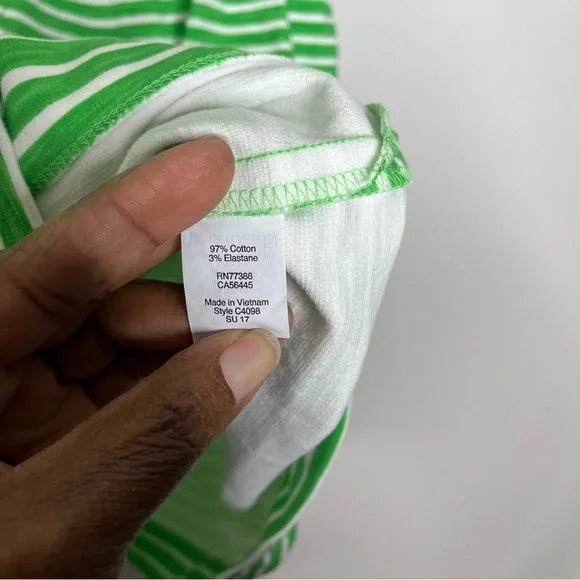 97% Cotton
3% Elastane
RN77388
CA56445
Made in Vietnam
Style C4098
SU 17